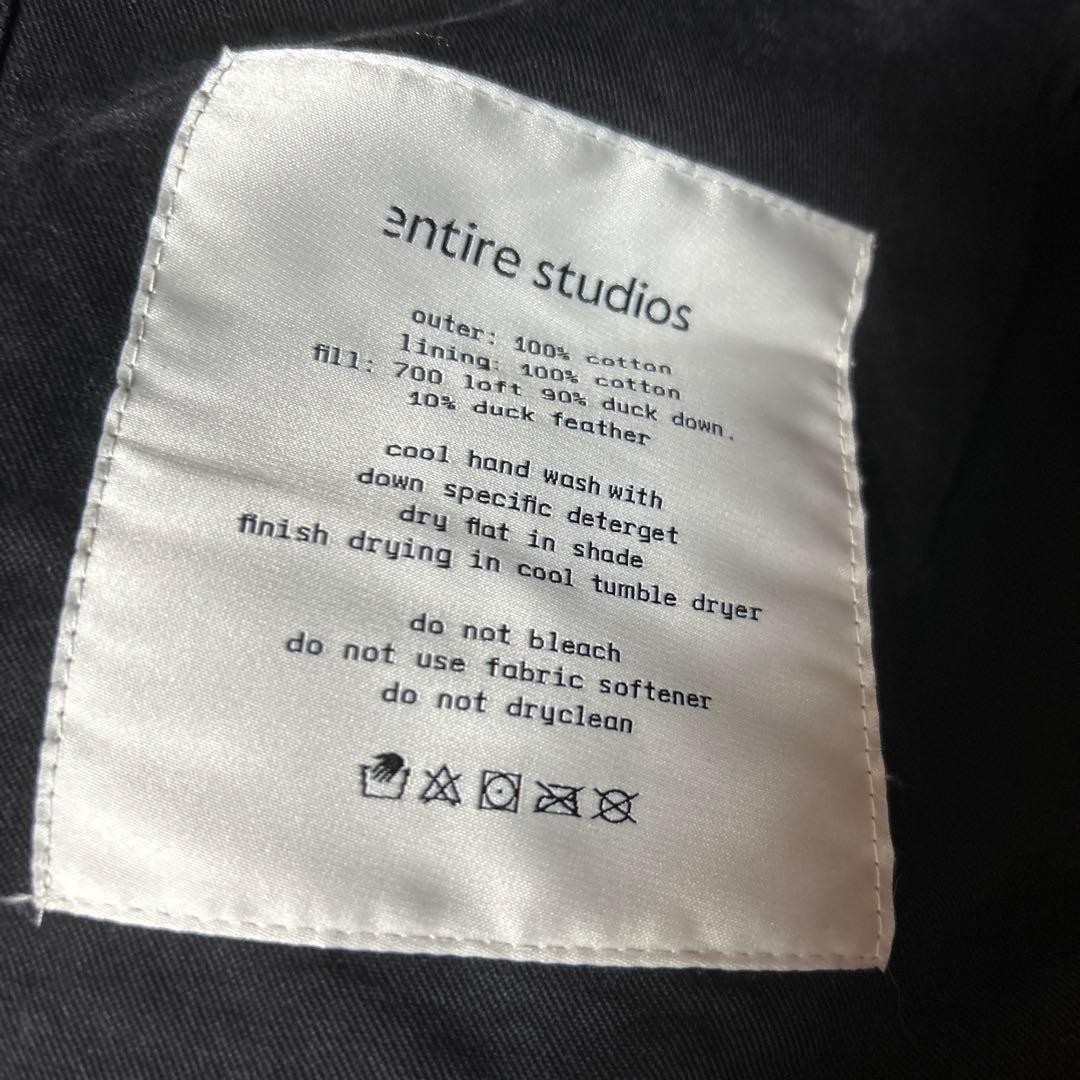 entire studios
outer: 100% cotton
lining: 100% cotton
fill: 700 loft 90% duck down.
10% duck feather
cool hand wash with
down specific deterget
dry flat in shade
finish drying in cool tumble dryer
do not bleach
do not use fabric softener
do not dryclean